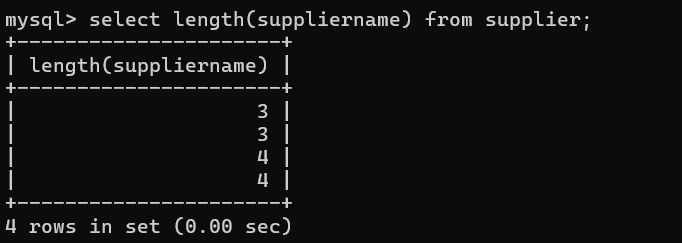 mysql> select length(suppliername) from supplier;
+----------------------+
| length(suppliername) |
+----------------------+
|                    3 |
|                    3 |
|                    4 |
|                    4 |
+----------------------+
4 rows in set (0.00 sec)